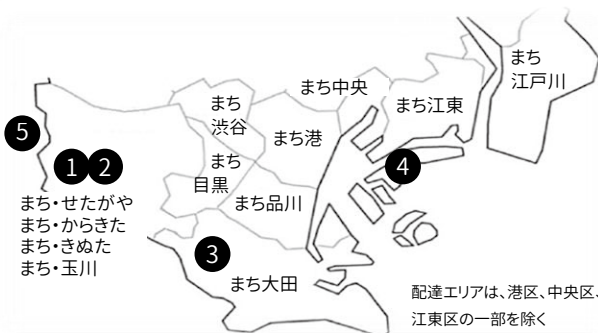 まち
江戸川
まち中央
まち江東
まち
渋谷
まち港
まち
目黒
まち品川
5
1 2
4
まち・せたがや
まち・からきた
まち・きぬた
まち・玉川
3
まち大田
配達エリアは、港区、中央区、
江東区の一部を除く